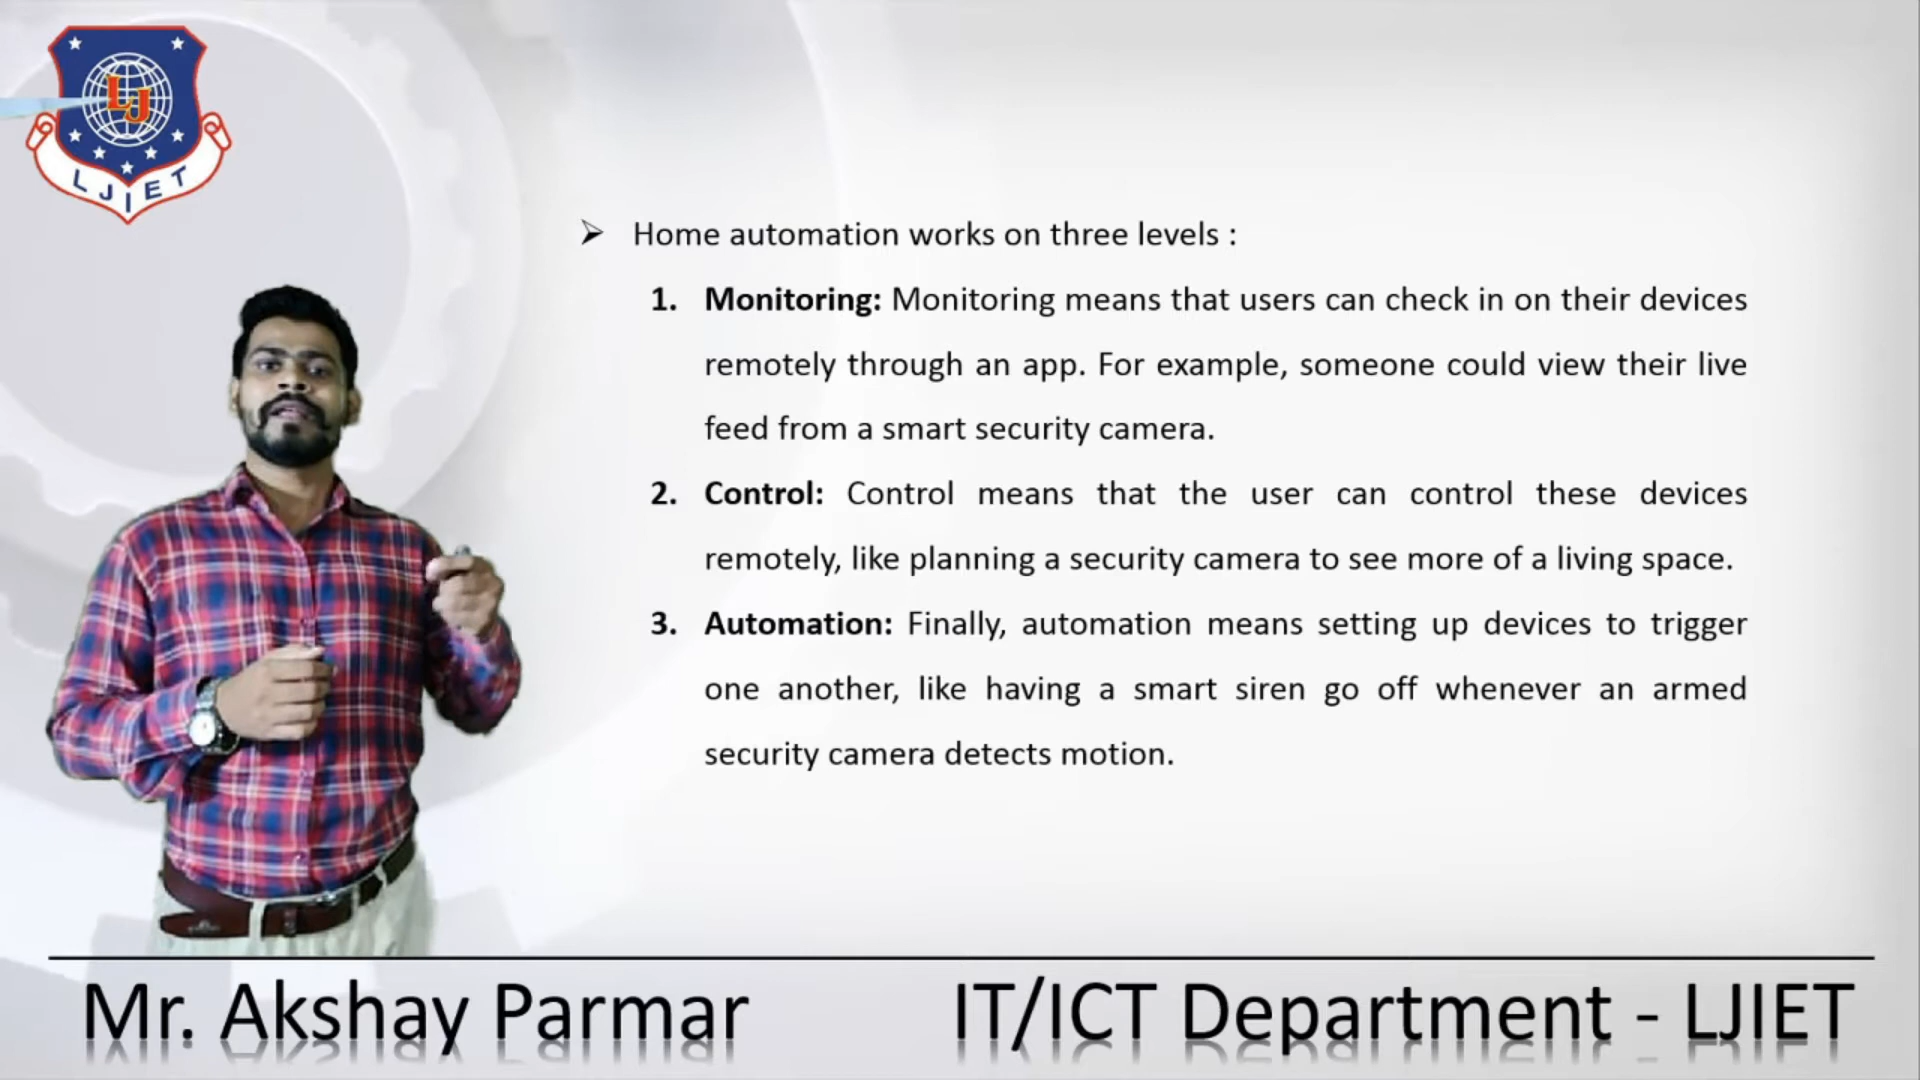 LJ
LJIET
➢ Home automation works on three levels :
1. Monitoring: Monitoring means that users can check in on their devices
remotely through an app. For example, someone could view their live
feed from a smart security camera.
2. Control: Control means that the user can control these devices
remotely, like planning a security camera to see more of a living space.
3. Automation: Finally, automation means setting up devices to trigger
one another, like having a smart siren go off whenever an armed
security camera detects motion.
Mr. Akshay Parmar IT/ICT Department - LJIET